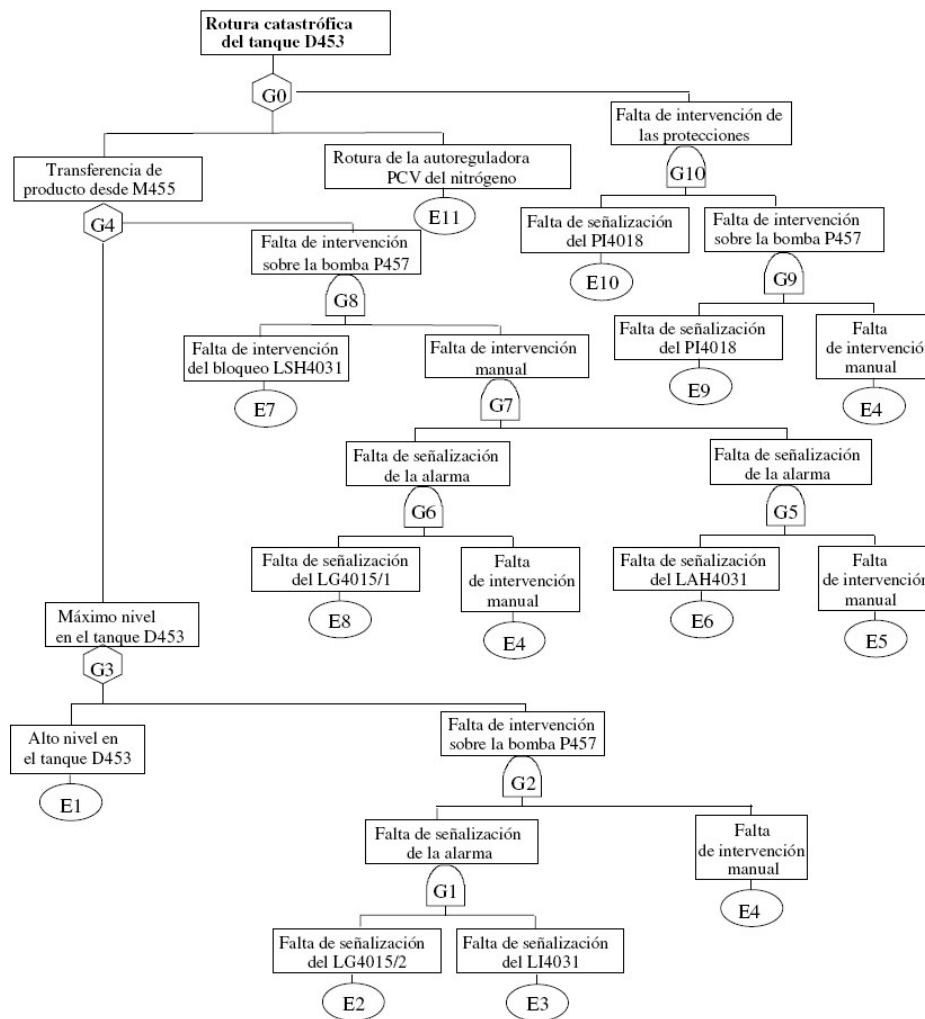 Rotura catastrófica
del tanque D453
G0
Falta de intervención de
las protecciones
Transferencia de
producto desde M455
Rotura de la autoreguladora
PCV del nitrógeno
G10
G4
E11
Falta de intervención
sobre la bomba P457
Falta de señalización
del PI4018
Falta de intervención
sobre la bomba P457
G8
E10
G9
Falta de intervención
del bloqueo LSH4031
Falta de intervención
manual
Falta de señalización
del PI4018
Falta
de intervención
manual
E7
G7
E9
E4
Falta de señalización
de la alarma
Falta de señalización
de la alarma
G6
G5
Falta de señalización
del LG4015/1
Falta
de intervención
manual
Falta de señalización
del LAH4031
Falta
de intervención
manual
E8
E4
E6
E5
Máximo nivel
en el tanque D453
G3
Alto nivel en
el tanque D453
Falta de intervención
sobre la bomba P457
E1
G2
Falta de señalización
de la alarma
Falta
de intervención
manual
G1
E4
Falta de señalización
del LG4015/2
Falta de señalización
del LI4031
E2
E3